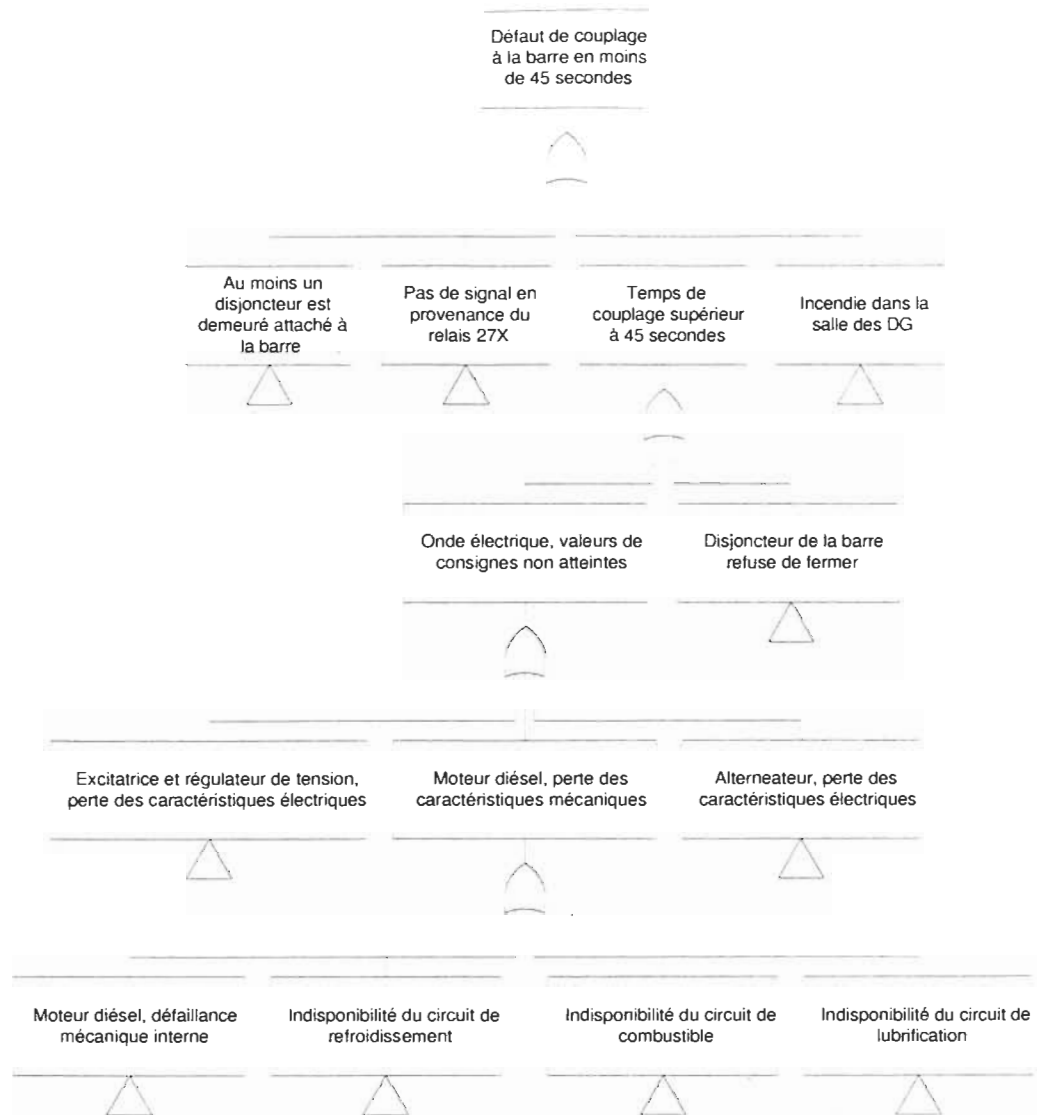 Défaut de couplage
à la barre en moins
de 45 secondes
Au moins un
disjoncteur est
demeuré attaché à
la barre
Pas de signal en
provenance du
relais 27X
Temps de
couplage supérieur
à 45 secondes
Incendie dans la
salle des DG
Onde électrique, valeurs de
consignes non atteintes
Disjoncteur de la barre
refuse de fermer
Excitatrice et régulateur de tension,
perte des caractéristiques électriques
Moteur diésel, perte des
caractéristiques mécaniques
Alterneateur, perte des
caractéristiques électriques
Moteur diésel, défaillance
mécanique interne
Indisponibilité du circuit de
refroidissement
Indisponibilité du circuit de
combustible
Indisponibilité du circuit de
lubrification